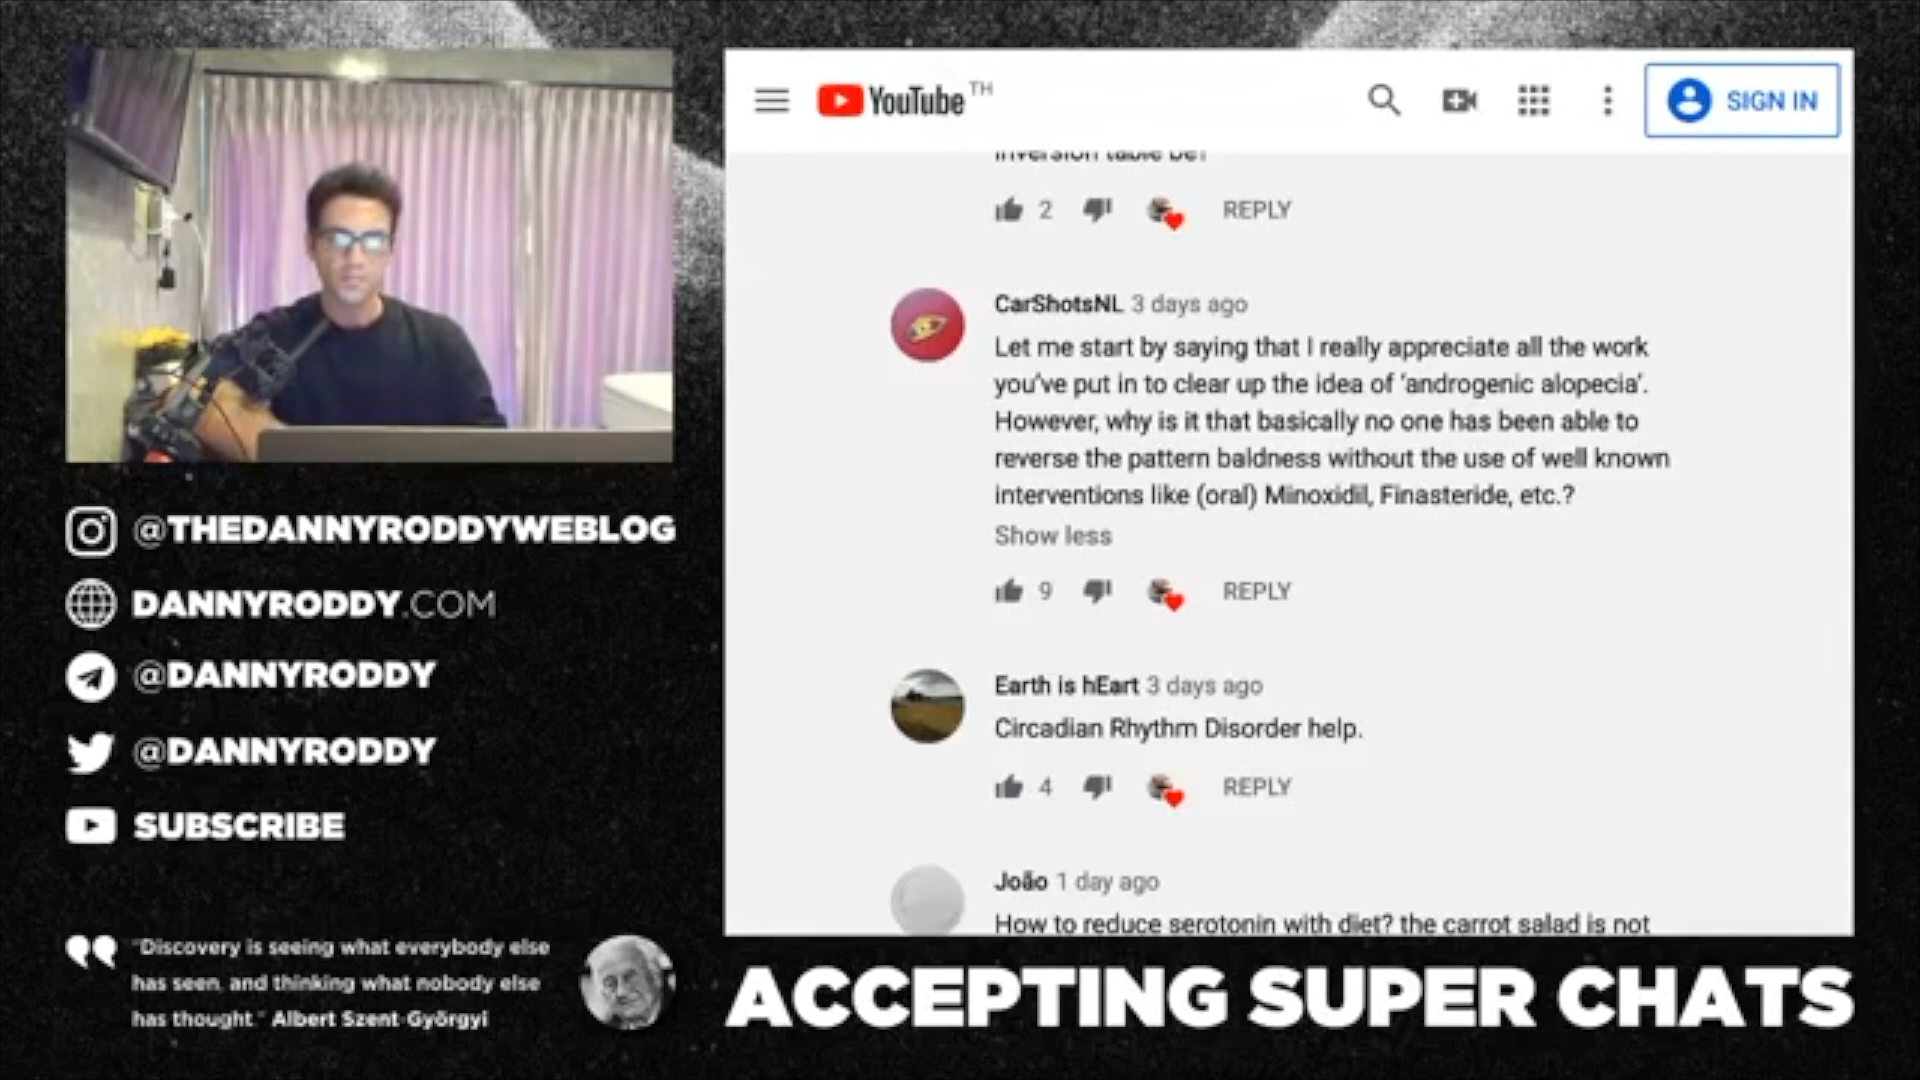 @THEDANNYRODDYWEBLOG
DANNYRODDY.COM
@DANNYRODDY
@DANNYRODDY
SUBSCRIBE
"Discovery is seeing what everybody else
has seen, and thinking what nobody else
has thought." Albert Szent-Györgyi
YouTube TH
SIGN IN
inversion table be?
2 REPLY
CarShotsNL 3 days ago
Let me start by saying that I really appreciate all the work
you've put in to clear up the idea of 'androgenic alopecia'.
However, why is it that basically no one has been able to
reverse the pattern baldness without the use of well known
interventions like (oral) Minoxidil, Finasteride, etc.?
Show less
9 REPLY
Earth is hEart 3 days ago
Circadian Rhythm Disorder help.
4 REPLY
João 1 day ago
How to reduce serotonin with diet? the carrot salad is not
ACCEPTING SUPER CHATS